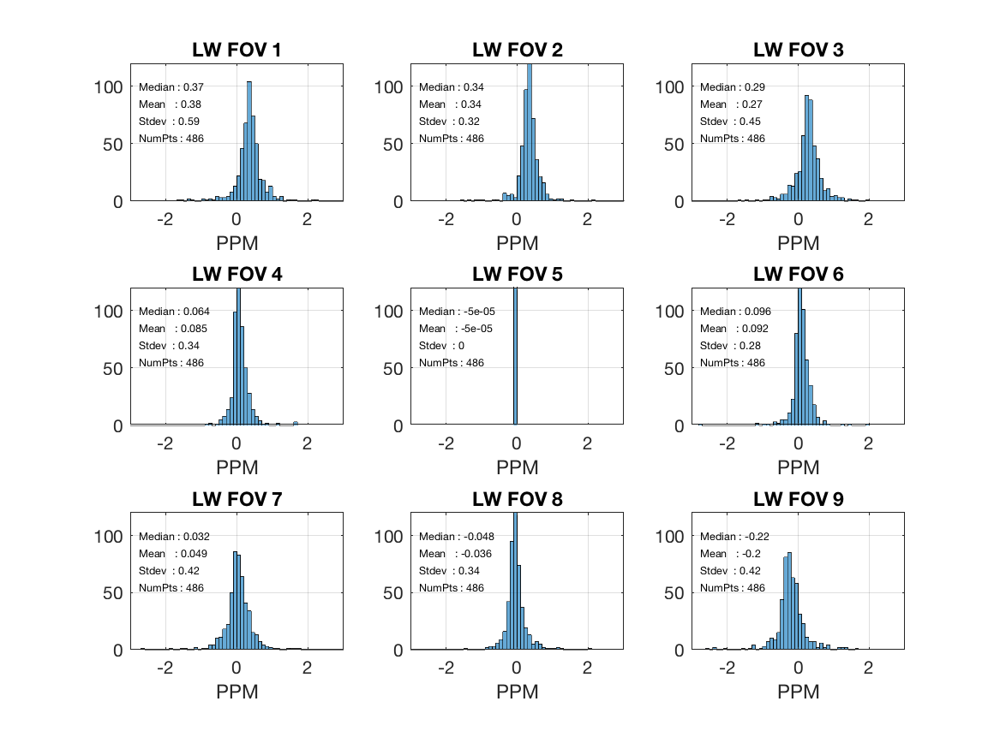 LW FOV 1
100
50
0
Median : 0.37
Mean : 0.38
Stdev : 0.59
NumPts : 486
-2 0 2
PPM
LW FOV 2
100
50
0
Median : 0.34
Mean : 0.34
Stdev : 0.32
NumPts : 486
-2 0 2
PPM
LW FOV 3
100
50
0
Median : 0.29
Mean : 0.27
Stdev : 0.45
NumPts : 486
-2 0 2
PPM
LW FOV 4
100
50
0
Median : 0.064
Mean : 0.085
Stdev : 0.34
NumPts : 486
-2 0 2
PPM
LW FOV 5
100
50
0
Median : -5e-05
Mean : -5e-05
Stdev : 0
NumPts : 486
-2 0 2
PPM
LW FOV 6
100
50
0
Median : 0.096
Mean : 0.092
Stdev : 0.28
NumPts : 486
-2 0 2
PPM
LW FOV 7
100
50
0
Median : 0.032
Mean : 0.049
Stdev : 0.42
NumPts : 486
-2 0 2
PPM
LW FOV 8
100
50
0
Median : -0.048
Mean : -0.036
Stdev : 0.34
NumPts : 486
-2 0 2
PPM
LW FOV 9
100
50
0
Median : -0.22
Mean : -0.2
Stdev : 0.42
NumPts : 486
-2 0 2
PPM